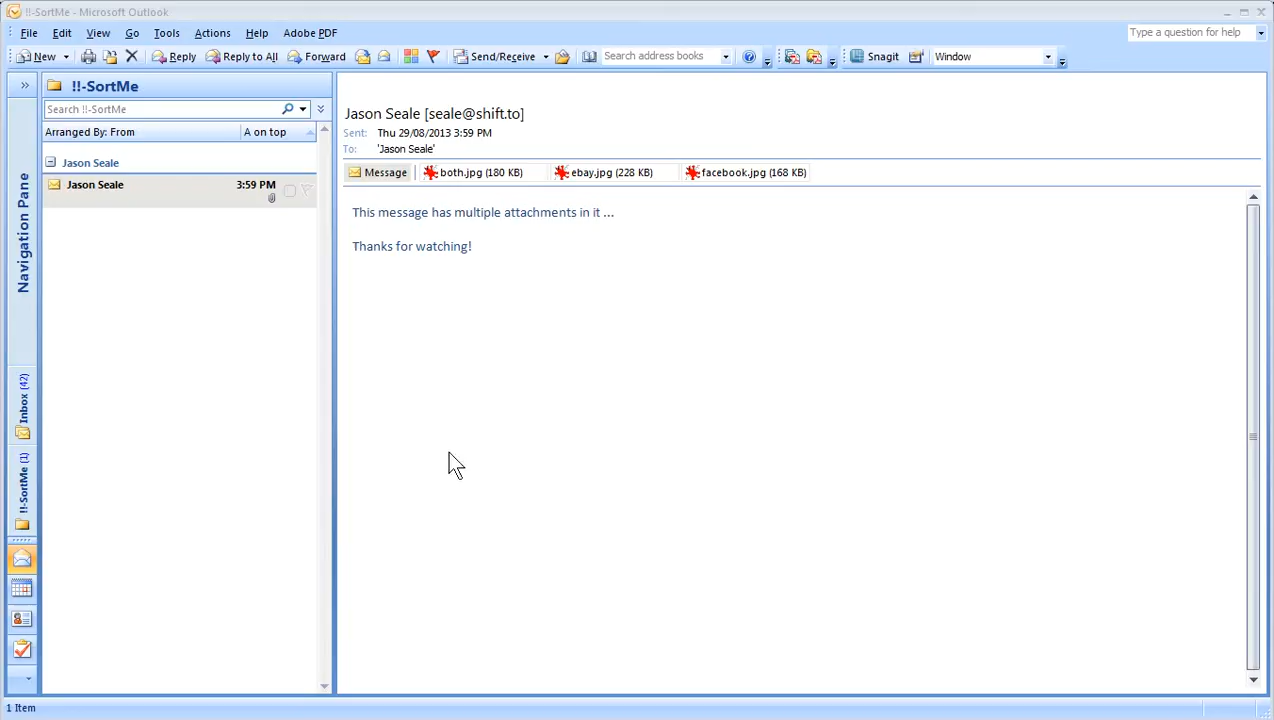 !!-SortMe - Microsoft Outlook
File Edit View Go Tools Actions Help Adobe PDF
Type a question for help
New Reply Reply to All Forward Send/Receive Search address books Snagit Window
!!-SortMe
Search !!-SortMe
Arranged By: From A on top
Jason Seale
Jason Seale 3:59 PM
Navigation Pane
Inbox (42)
!!-SortMe (1)
Jason Seale [seale@shift.to]
Sent: Thu 29/08/2013 3:59 PM
To: 'Jason Seale'
Message both.jpg (180 KB) ebay.jpg (228 KB) facebook.jpg (168 KB)
This message has multiple attachments in it ...
Thanks for watching!
1 Item